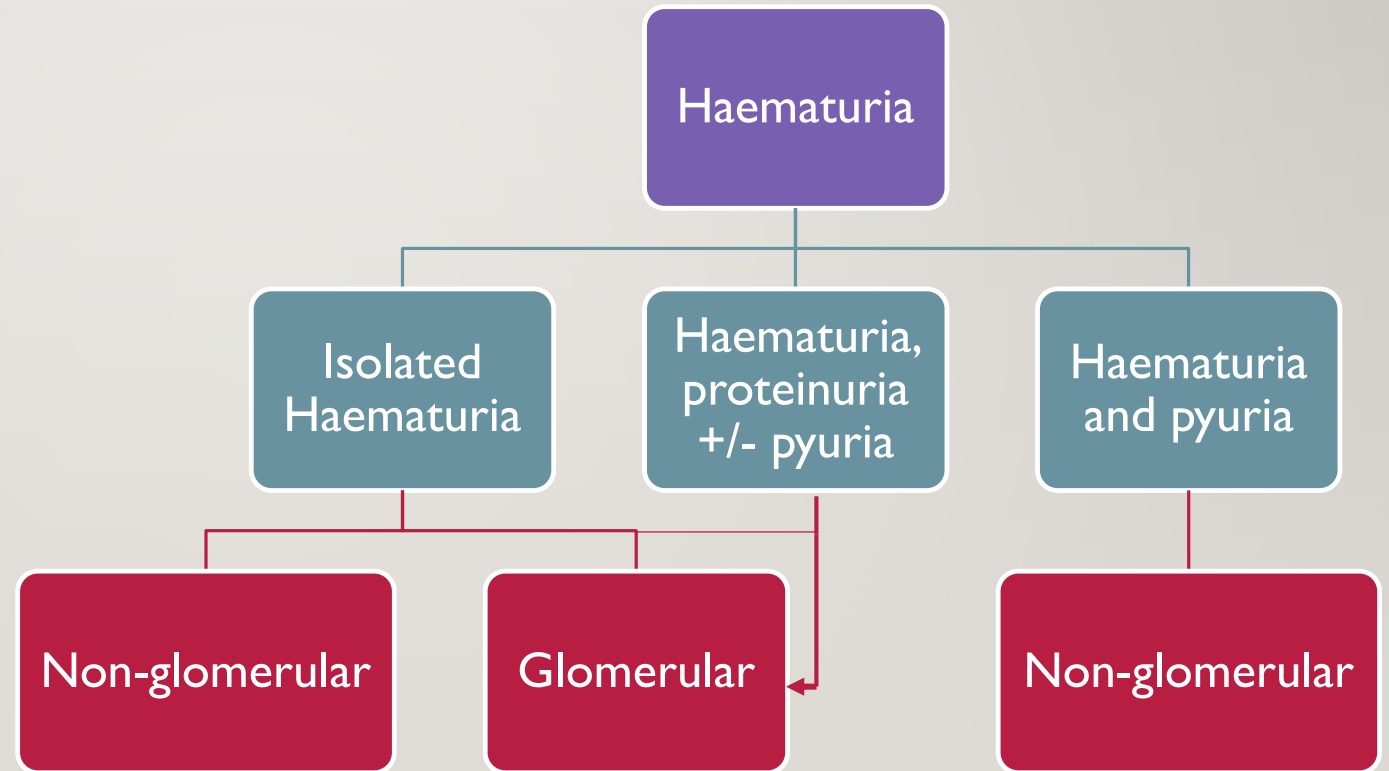 Haematuria
Isolated
Haematuria
Haematuria,
proteinuria
+/- pyuria
Haematuria
and pyuria
Non-glomerular
Glomerular
Non-glomerular